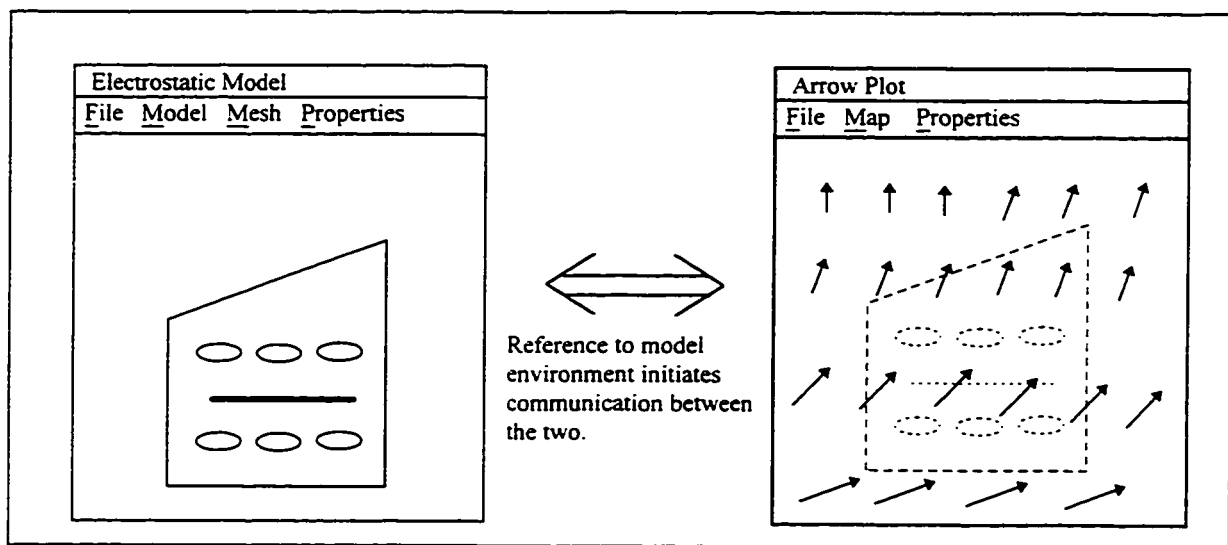 Electrostatic Model
File Model Mesh Properties
Reference to model
environment initiates
communication between
the two.
Arrow Plot
File Map Properties